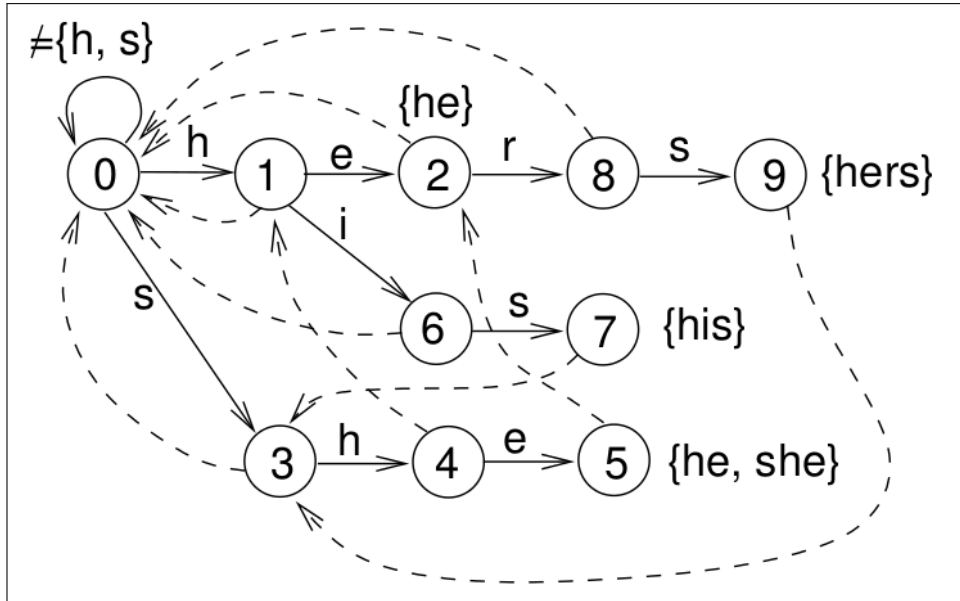 ≠{h, s}
{he}
h
e
r
s
0
1
2
8
9
{hers}
i
s
s
6
7
{his}
h
e
3
4
5
{he, she}